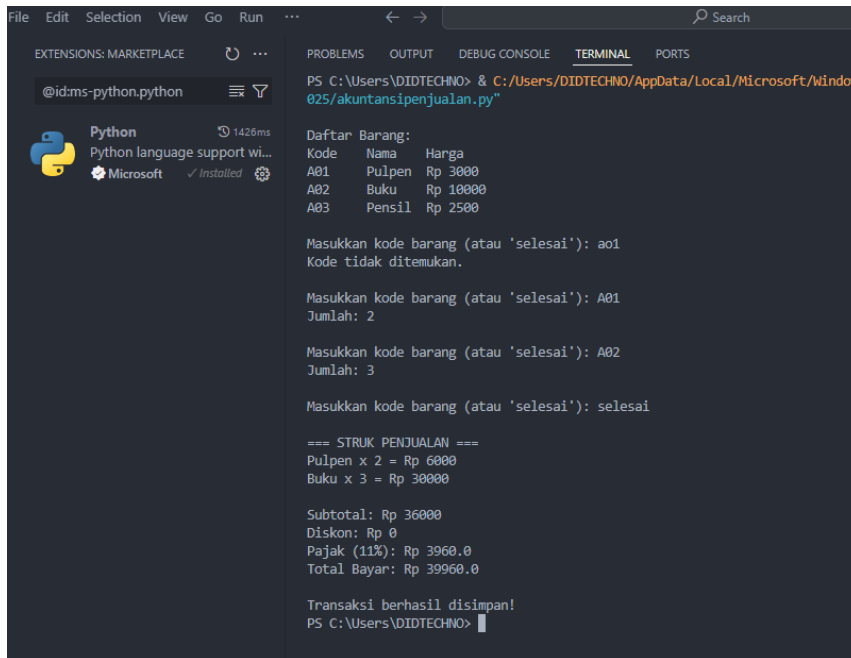 File Edit Selection View Go Run ··· ← → Search
EXTENSIONS: MARKETPLACE ···
@id:ms-python.python
Python 1426ms
Python language support wi...
Microsoft ✓ Installed
PROBLEMS OUTPUT DEBUG CONSOLE TERMINAL PORTS
PS C:\Users\DIDTECHNO> & C:/Users/DIDTECHNO/AppData/Local/Microsoft/Windo
025/akuntansipenjualan.py"
Daftar Barang:
Kode Nama Harga
A01 Pulpen Rp 3000
A02 Buku Rp 10000
A03 Pensil Rp 2500
Masukkan kode barang (atau 'selesai'): ao1
Kode tidak ditemukan.
Masukkan kode barang (atau 'selesai'): A01
Jumlah: 2
Masukkan kode barang (atau 'selesai'): A02
Jumlah: 3
Masukkan kode barang (atau 'selesai'): selesai
=== STRUK PENJUALAN ===
Pulpen x 2 = Rp 6000
Buku x 3 = Rp 30000
Subtotal: Rp 36000
Diskon: Rp 0
Pajak (11%): Rp 3960.0
Total Bayar: Rp 39960.0
Transaksi berhasil disimpan!
PS C:\Users\DIDTECHNO>